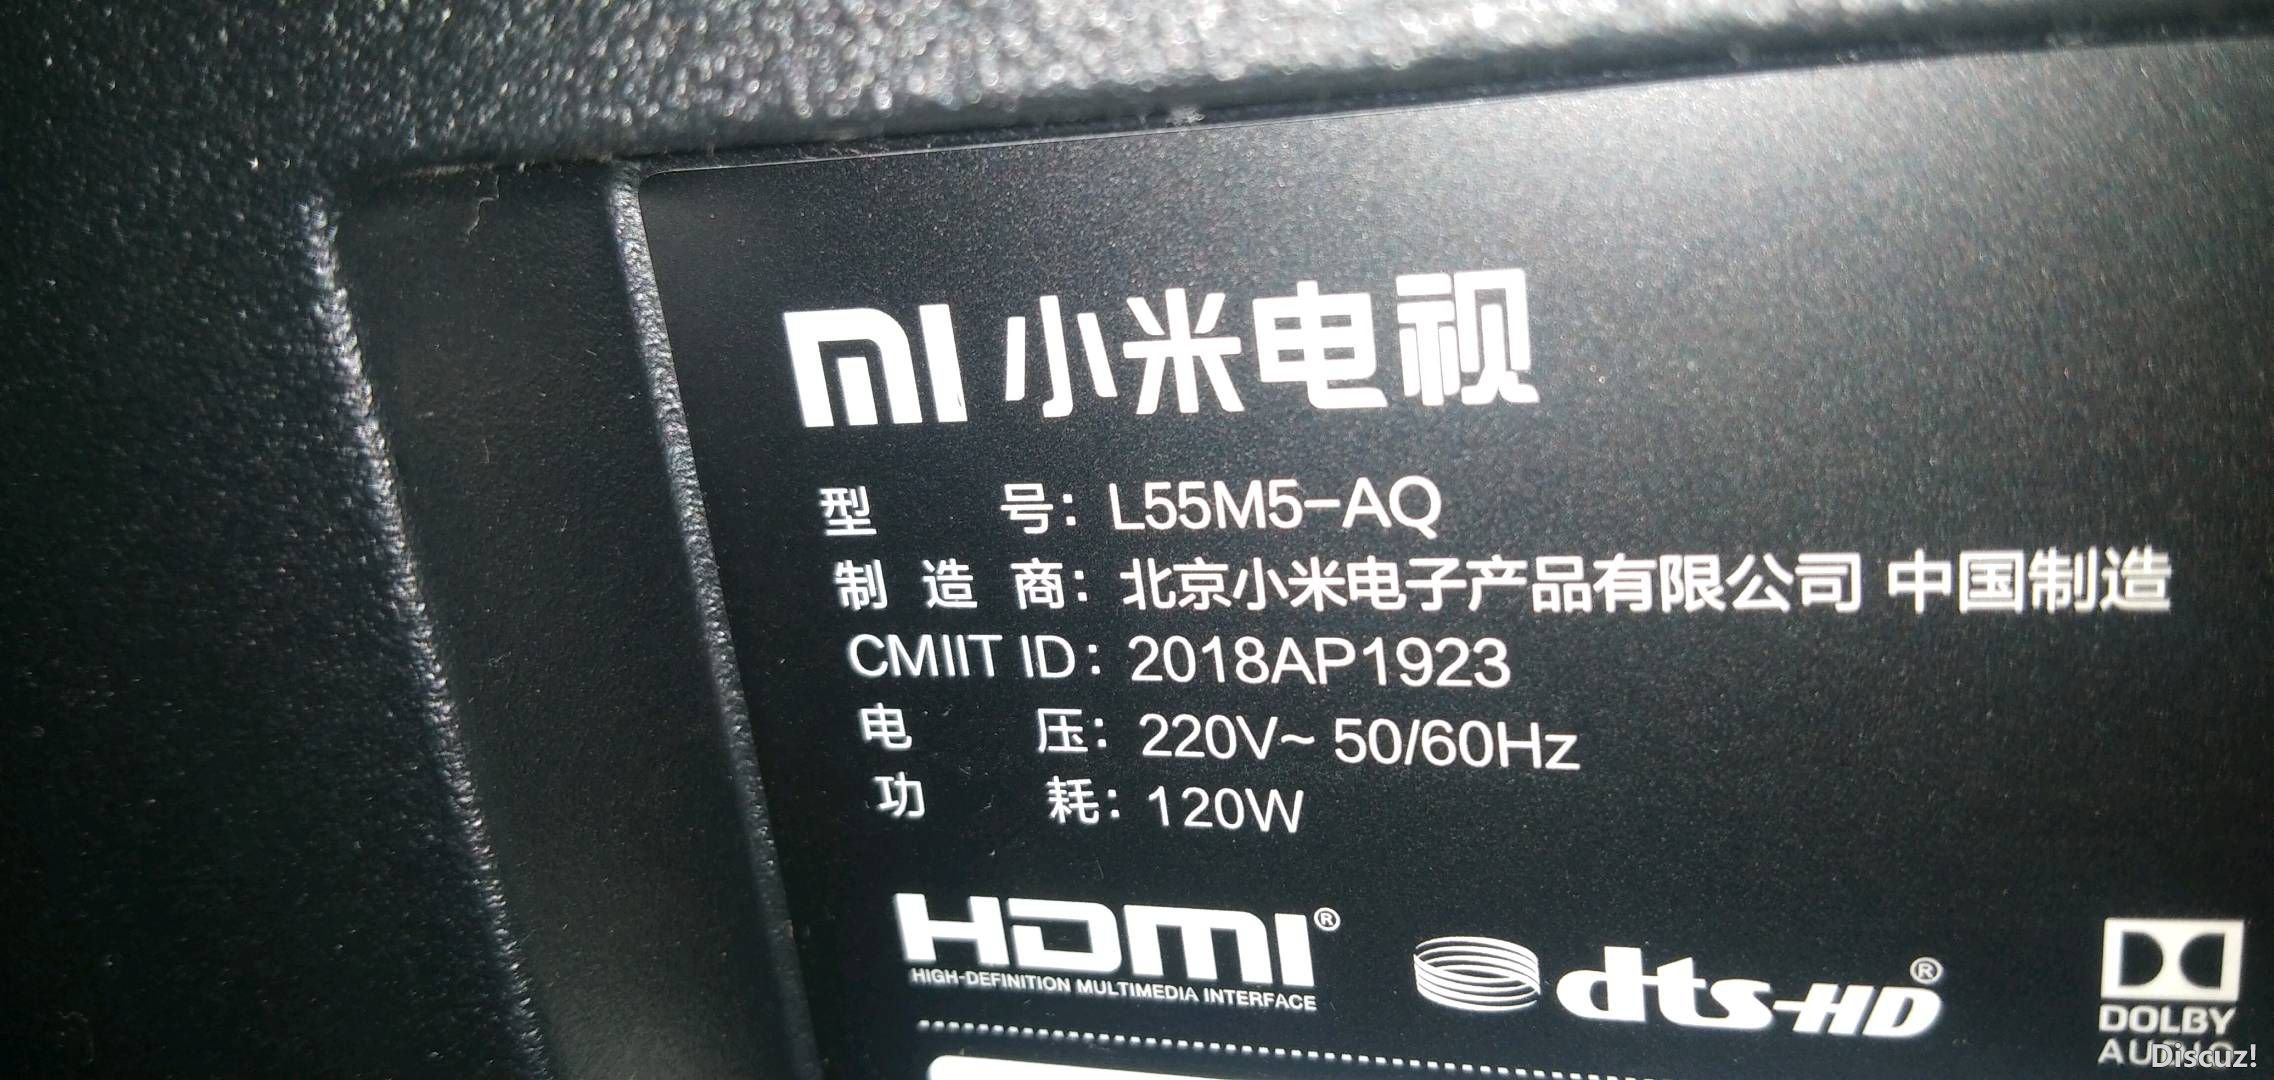 mi 小米电视
型 号: L55M5-AQ
制 造 商: 北京小米电子产品有限公司 中国制造
CMIIT ID: 2018AP1923
电 压: 220V~ 50/60Hz
功 耗: 120W
HDMI®
HIGH-DEFINITION MULTIMEDIA INTERFACE
dts-HD®
DOLBY
AUDIO
Discuz!